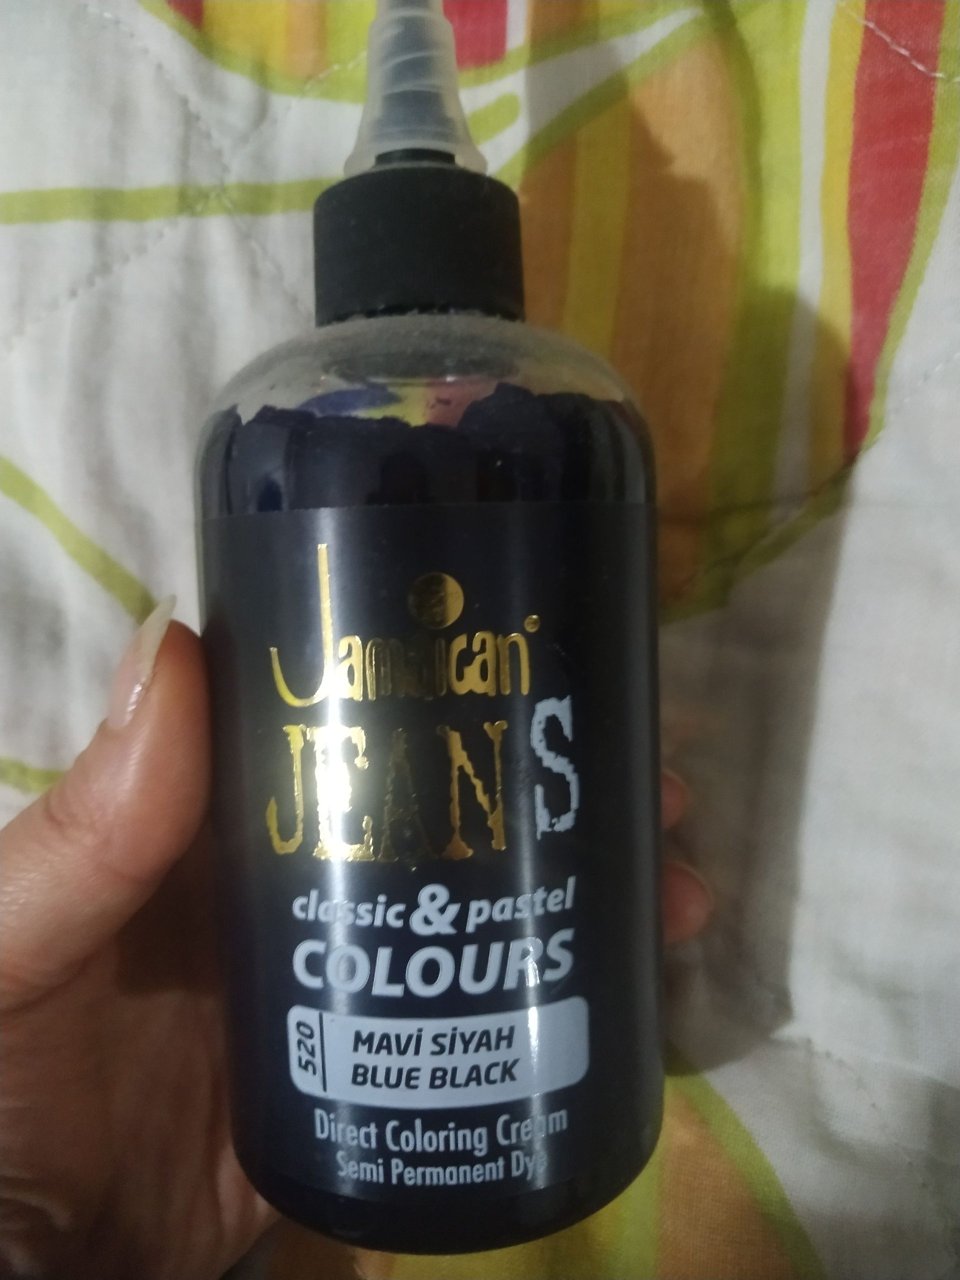 Jamaican
JEANS
classic & pastel
COLOURS
520
MAVİ SİYAH
BLUE BLACK
Direct Coloring Cream
Semi Permanent Dye